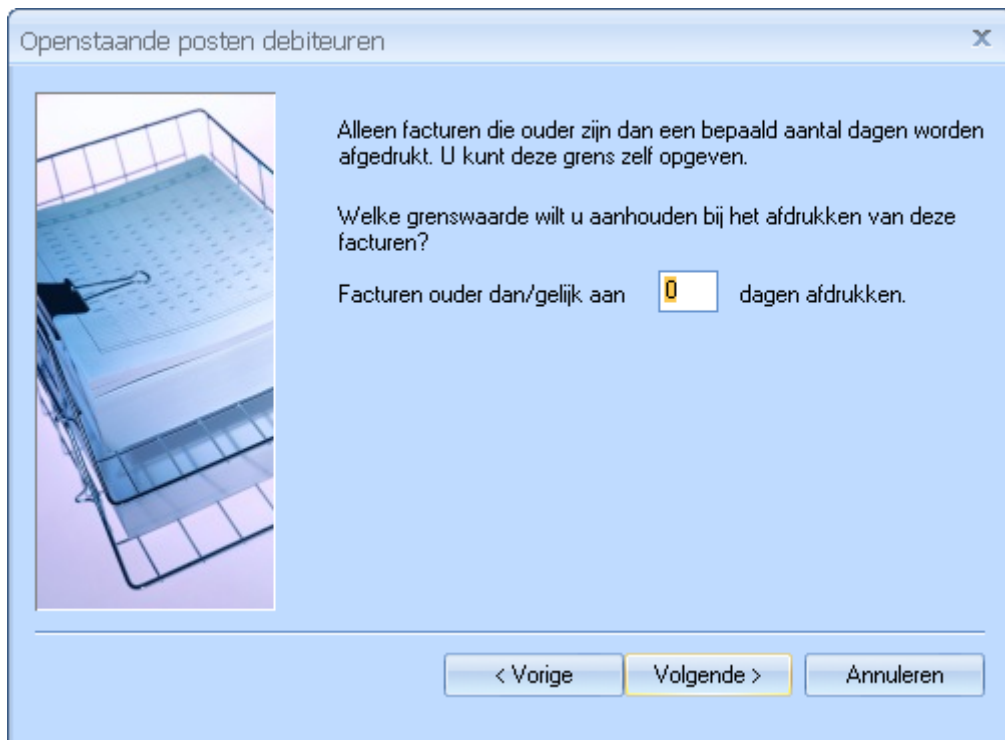 Openstaande posten debiteuren
x
Alleen facturen die ouder zijn dan een bepaald aantal dagen worden
afgedrukt. U kunt deze grens zelf opgeven.
Welke grenswaarde wilt u aanhouden bij het afdrukken van deze
facturen?
Facturen ouder dan/gelijk aan 0 dagen afdrukken.
< Vorige Volgende > Annuleren